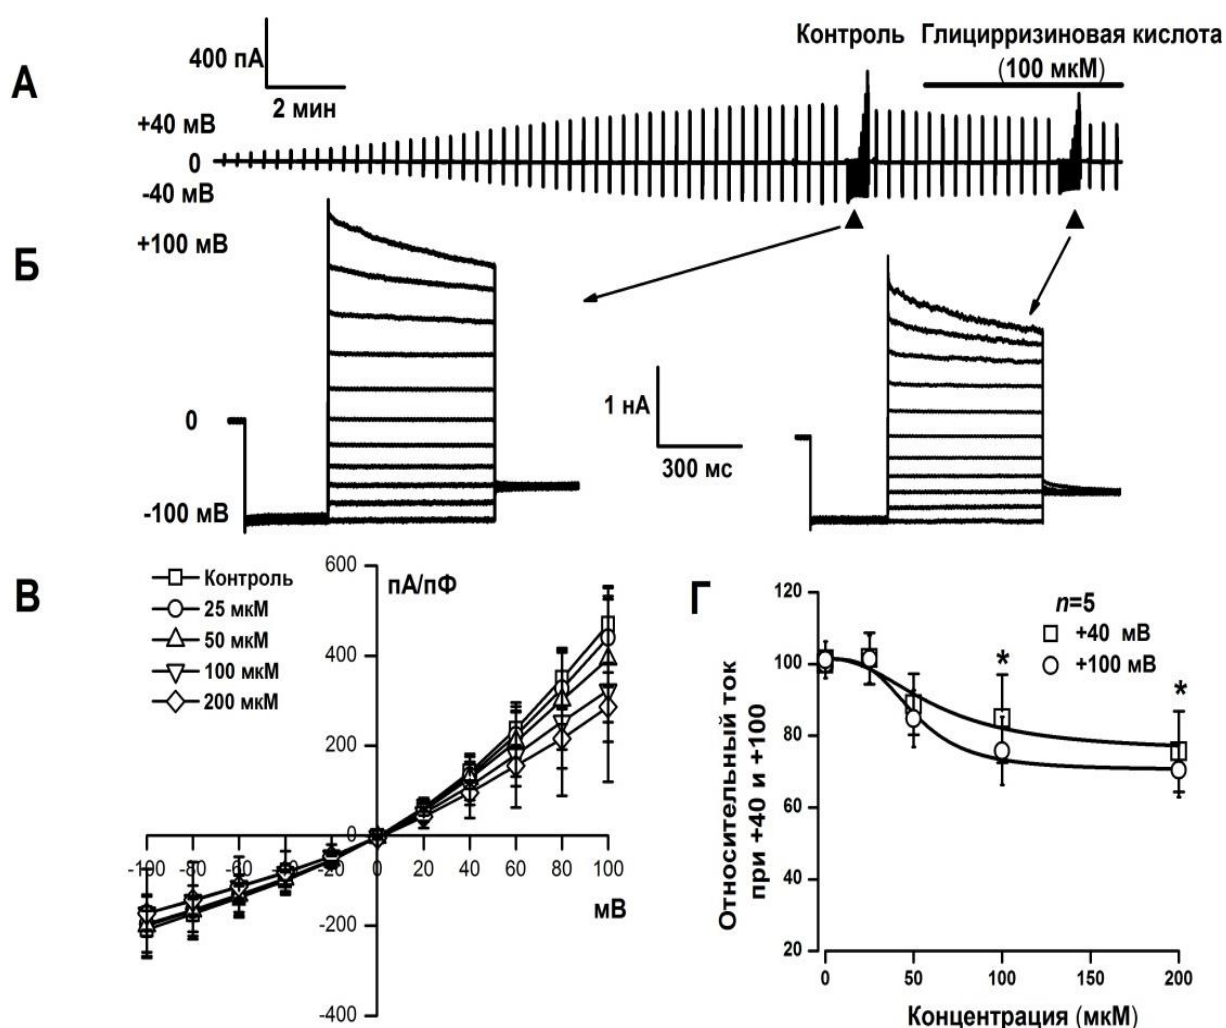 Контроль Глицирризиновая кислота
(100 мкМ)
А
400 пА
2 мин
+40 мВ
0
-40 мВ
Б
+100 мВ
0
-100 мВ
1 нА
300 мс
В
Контроль
25 мкМ
50 мкМ
100 мкМ
200 мкМ
пА/пФ
600
400
200
0
-200
-400
-100 -80 -60 -40 -20 0 20 40 60 80 100
мВ
Г
n=5
+40 мВ
+100 мВ
* *
Относительный ток
при +40 и +100
120
100
80
60
40
20
0 50 100 150 200
Концентрация (мкМ)